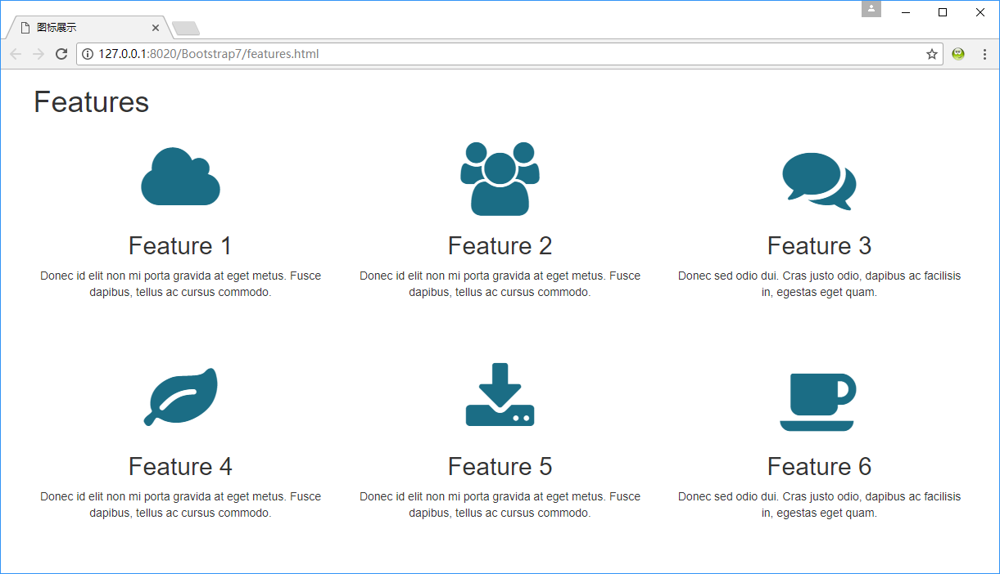 图标展示
127.0.0.1:8020/Bootstrap7/features.html
Features
Feature 1
Feature 2
Feature 3
Donec id elit non mi porta gravida at eget metus. Fusce
dapibus, tellus ac cursus commodo.
Donec id elit non mi porta gravida at eget metus. Fusce
dapibus, tellus ac cursus commodo.
Donec sed odio dui. Cras justo odio, dapibus ac facilisis
in, egestas eget quam.
Feature 4
Feature 5
Feature 6
Donec id elit non mi porta gravida at eget metus. Fusce
dapibus, tellus ac cursus commodo.
Donec id elit non mi porta gravida at eget metus. Fusce
dapibus, tellus ac cursus commodo.
Donec sed odio dui. Cras justo odio, dapibus ac facilisis
in, egestas eget quam.